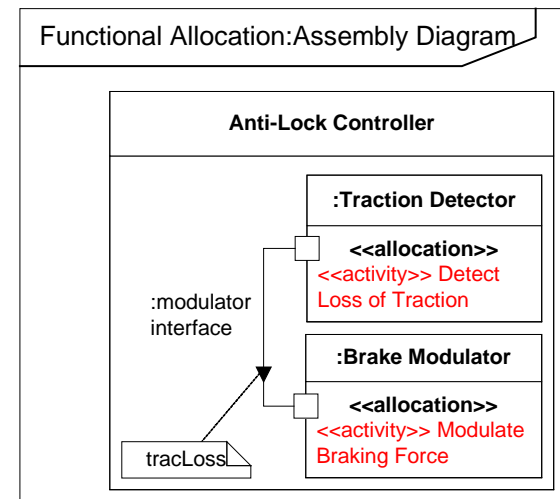 Functional Allocation:Assembly Diagram
Anti-Lock Controller
:Traction Detector
<<allocation>>
<<activity>> Detect
Loss of Traction
:modulator
interface
:Brake Modulator
<<allocation>>
<<activity>> Modulate
Braking Force
tracLoss